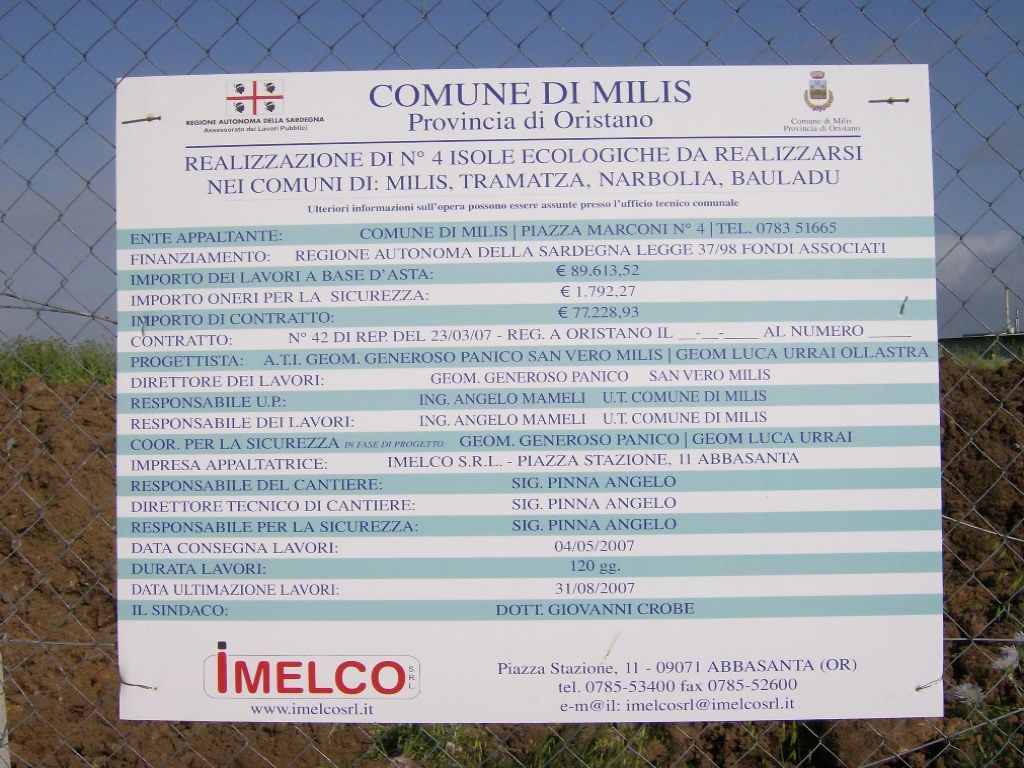 REGIONE AUTONOMA DELLA SARDEGNA
Assessorato dei Lavori Pubblici
COMUNE DI MILIS
Provincia di Oristano
Comune di Milis
Provincia di Oristano
REALIZZAZIONE DI N° 4 ISOLE ECOLOGICHE DA REALIZZARSI
NEI COMUNI DI: MILIS, TRAMATZA, NARBOLIA, BAULADU
Ulteriori informazioni sull'opera possono essere assunte presso l'ufficio tecnico comunale
ENTE APPALTANTE: COMUNE DI MILIS | PIAZZA MARCONI N° 4 | TEL. 0783 51665
FINANZIAMENTO: REGIONE AUTONOMA DELLA SARDEGNA LEGGE 37/98 FONDI ASSOCIATI
IMPORTO DEI LAVORI A BASE D'ASTA: € 89.613,52
IMPORTO ONERI PER LA SICUREZZA: € 1.792,27
IMPORTO DI CONTRATTO: € 77.228,93
CONTRATTO: N° 42 DI REP. DEL 23/03/07 - REG. A ORISTANO IL __-_-____ AL NUMERO _____
PROGETTISTA: A.T.I. GEOM. GENEROSO PANICO SAN VERO MILIS | GEOM LUCA URRAI OLLASTRA
DIRETTORE DEI LAVORI: GEOM. GENEROSO PANICO SAN VERO MILIS
RESPONSABILE U.P.: ING. ANGELO MAMELI U.T. COMUNE DI MILIS
RESPONSABILE DEI LAVORI: ING. ANGELO MAMELI U.T. COMUNE DI MILIS
COOR. PER LA SICUREZZA IN FASE DI PROGETTO: GEOM. GENEROSO PANICO | GEOM LUCA URRAI
IMPRESA APPALTATRICE: IMELCO S.R.L. - PIAZZA STAZIONE, 11 ABBASANTA
RESPONSABILE DEL CANTIERE: SIG. PINNA ANGELO
DIRETTORE TECNICO DI CANTIERE: SIG. PINNA ANGELO
RESPONSABILE PER LA SICUREZZA: SIG. PINNA ANGELO
DATA CONSEGNA LAVORI: 04/05/2007
DURATA LAVORI: 120 gg.
DATA ULTIMAZIONE LAVORI: 31/08/2007
IL SINDACO: DOTT. GIOVANNI CROBE
IMELCO SRL
www.imelcosrl.it
Piazza Stazione, 11 - 09071 ABBASANTA (OR)
tel. 0785-53400 fax 0785-52600
e-m@il: imelcosrl@imelcosrl.it